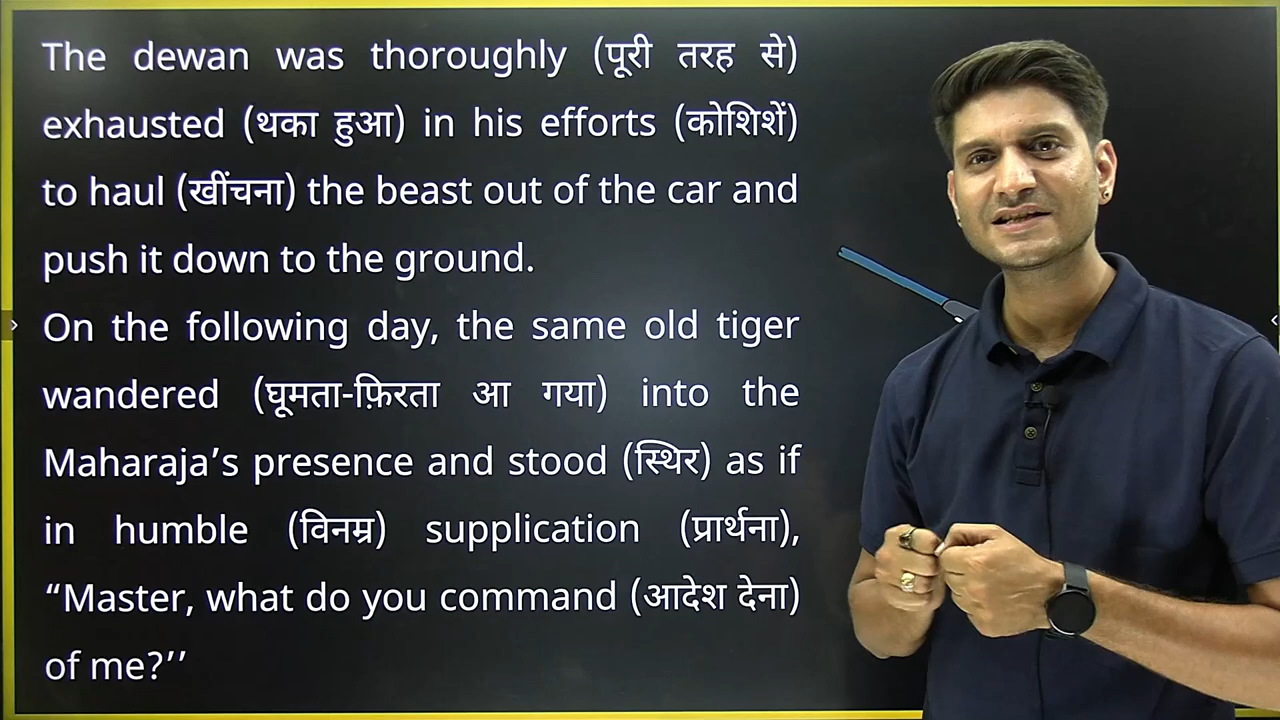 The dewan was thoroughly (पूरी तरह से)
exhausted (थका हुआ) in his efforts (कोशिशें)
to haul (खींचना) the beast out of the car and
push it down to the ground.
On the following day, the same old tiger
wandered (घूमता-फ़िरता आ गया) into the
Maharaja’s presence and stood (स्थिर) as if
in humble (विनम्र) supplication (प्रार्थना),
“Master, what do you command (आदेश देना)
of me?’’